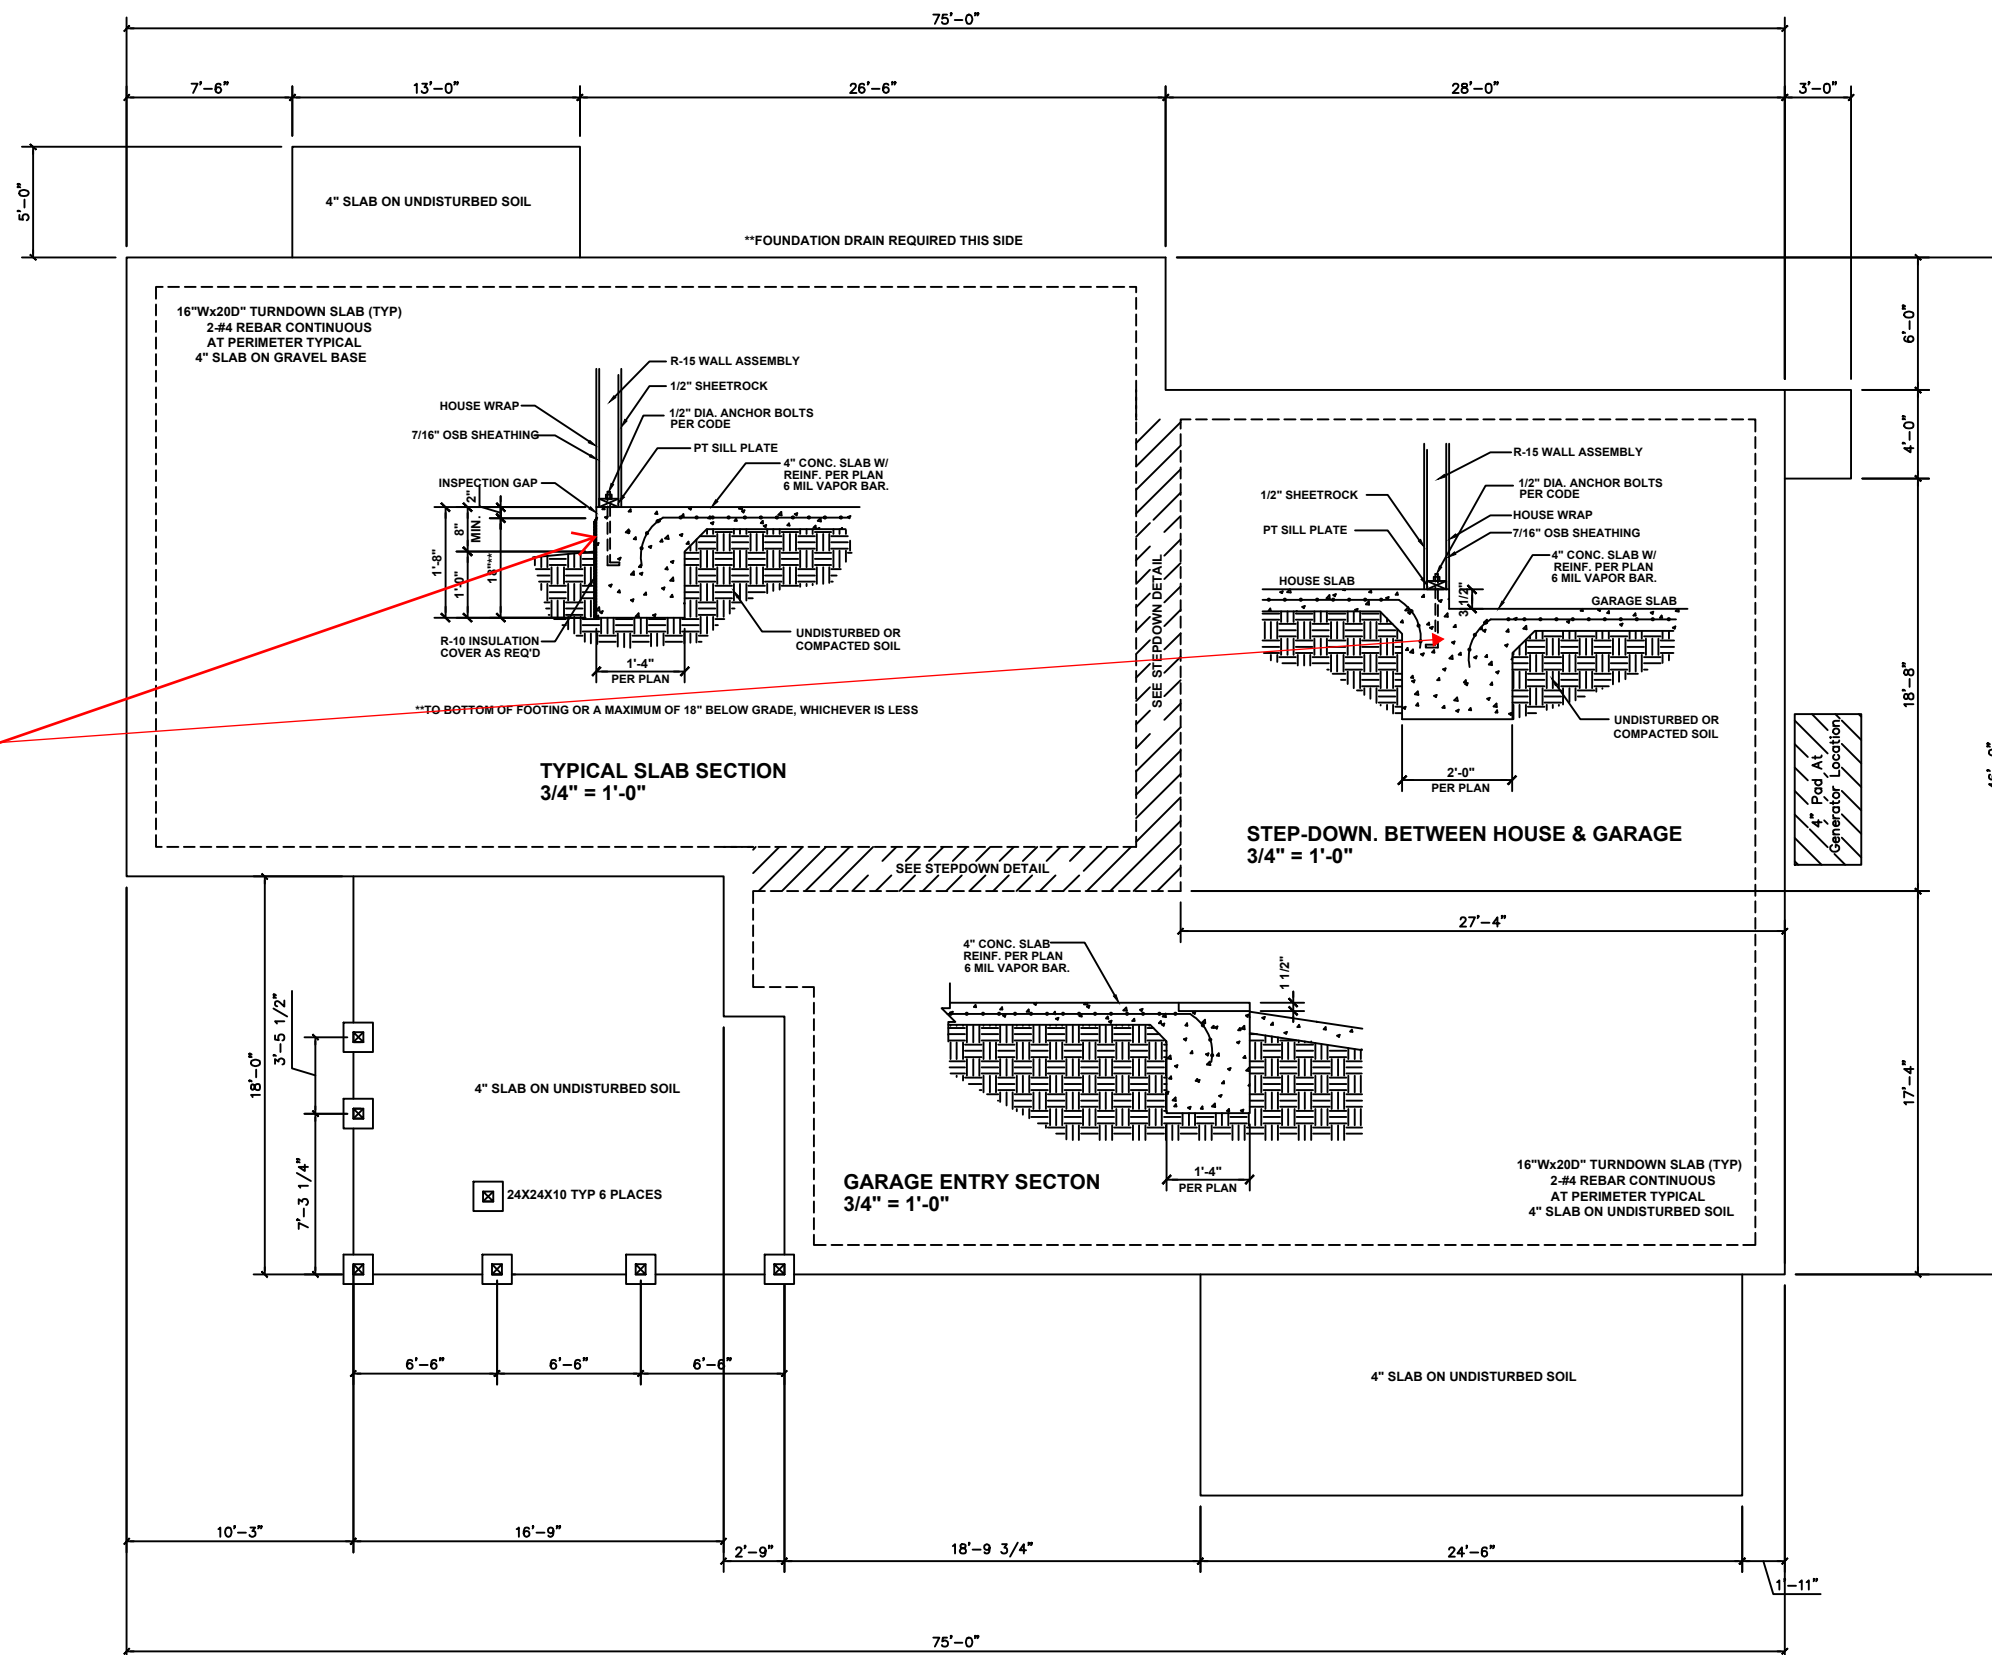 75'-0"
7'-6"
13'-0"
26'-6"
28'-0"
3'-0"
5'-0"
4" SLAB ON UNDISTURBED SOIL
**FOUNDATION DRAIN REQUIRED THIS SIDE
16"Wx20D" TURNDOWN SLAB (TYP)
2-#4 REBAR CONTINUOUS
AT PERIMETER TYPICAL
4" SLAB ON GRAVEL BASE
R-15 WALL ASSEMBLY
1/2" SHEETROCK
HOUSE WRAP
1/2" DIA. ANCHOR BOLTS
PER CODE
7/16" OSB SHEATHING
PT SILL PLATE
4" CONC. SLAB W/
REINF. PER PLAN
6 MIL VAPOR BAR.
INSPECTION GAP
2"
8"
MIN.
1'-8"
1'-0"
18"**
R-10 INSULATION
COVER AS REQ'D
UNDISTURBED OR
COMPACTED SOIL
1'-4"
PER PLAN
**TO BOTTOM OF FOOTING OR A MAXIMUM OF 18" BELOW GRADE, WHICHEVER IS LESS
TYPICAL SLAB SECTION
3/4" = 1'-0"
SEE STEPDOWN DETAIL
SEE STEPDOWN DETAIL
R-15 WALL ASSEMBLY
1/2" DIA. ANCHOR BOLTS
PER CODE
1/2" SHEETROCK
HOUSE WRAP
PT SILL PLATE
7/16" OSB SHEATHING
4" CONC. SLAB W/
REINF. PER PLAN
6 MIL VAPOR BAR.
HOUSE SLAB
3 1/2"
GARAGE SLAB
UNDISTURBED OR
COMPACTED SOIL
2'-0"
PER PLAN
STEP-DOWN. BETWEEN HOUSE & GARAGE
3/4" = 1'-0"
6'-0"
4'-0"
18'-8"
4" Pad At
Generator Location
27'-4"
17'-4"
4" CONC. SLAB
REINF. PER PLAN
6 MIL VAPOR BAR.
1 1/2"
1'-4"
PER PLAN
GARAGE ENTRY SECTON
3/4" = 1'-0"
16"Wx20D" TURNDOWN SLAB (TYP)
2-#4 REBAR CONTINUOUS
AT PERIMETER TYPICAL
4" SLAB ON UNDISTURBED SOIL
18'-0"
3'-5 1/2"
7'-3 1/4"
4" SLAB ON UNDISTURBED SOIL
24X24X10 TYP 6 PLACES
6'-6"
6'-6"
6'-6"
4" SLAB ON UNDISTURBED SOIL
10'-3"
16'-9"
2'-9"
18'-9 3/4"
24'-6"
1'-11"
75'-0"